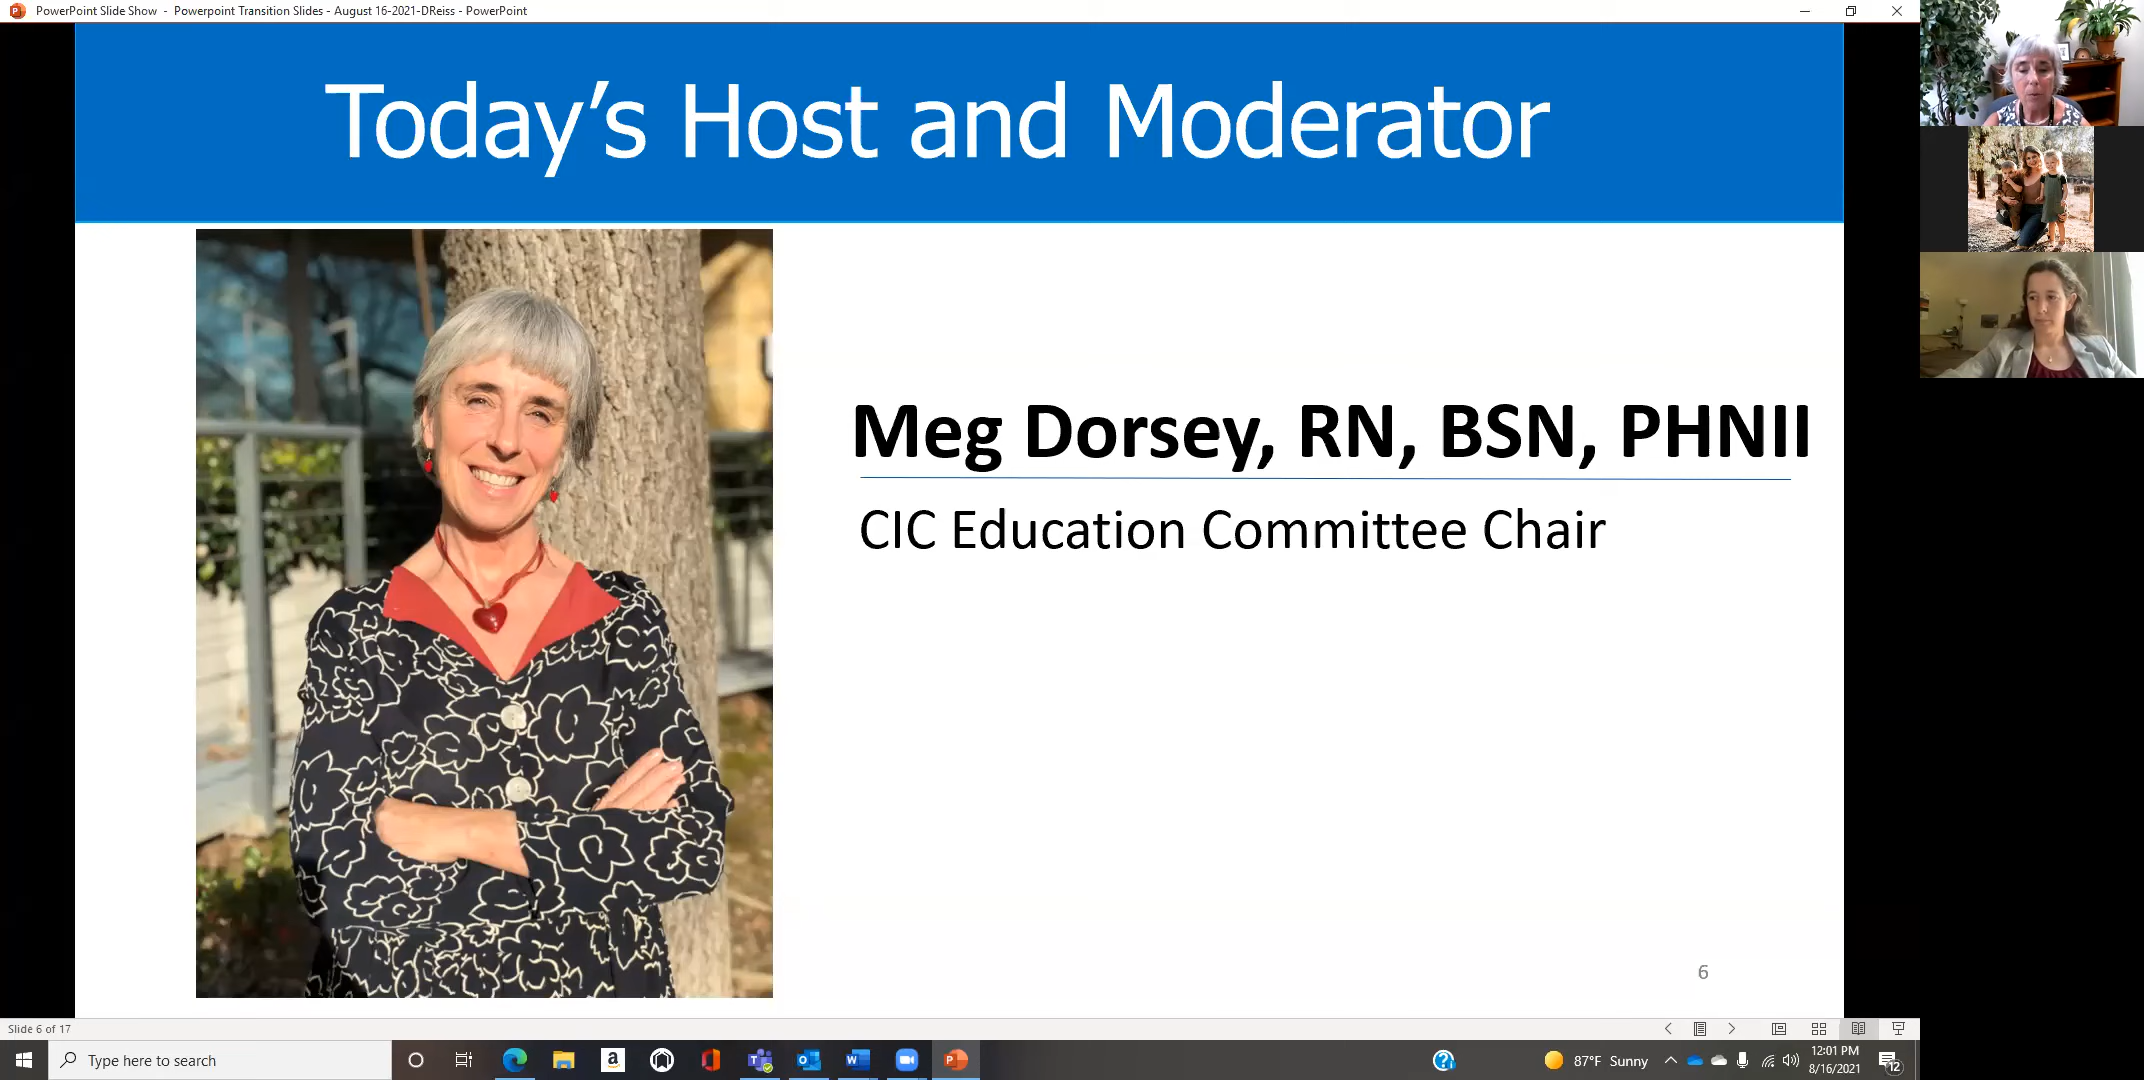 PowerPoint Slide Show - Powerpoint Transition Slides - August 16-2021-DReiss - PowerPoint
Today’s Host and Moderator
Meg Dorsey, RN, BSN, PHNII
CIC Education Committee Chair
6
Slide 6 of 17
Type here to search
87°F Sunny
12:01 PM
8/16/2021
12